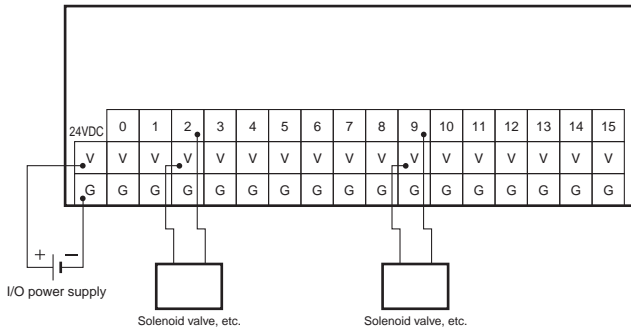 24VDC 0 1 2 3 4 5 6 7 8 9 10 11 12 13 14 15
V V V V V V V V V V V V V V V V V
G G G G G G G G G G G G G G G G G
+ −
I/O power supply
Solenoid valve, etc. Solenoid valve, etc.